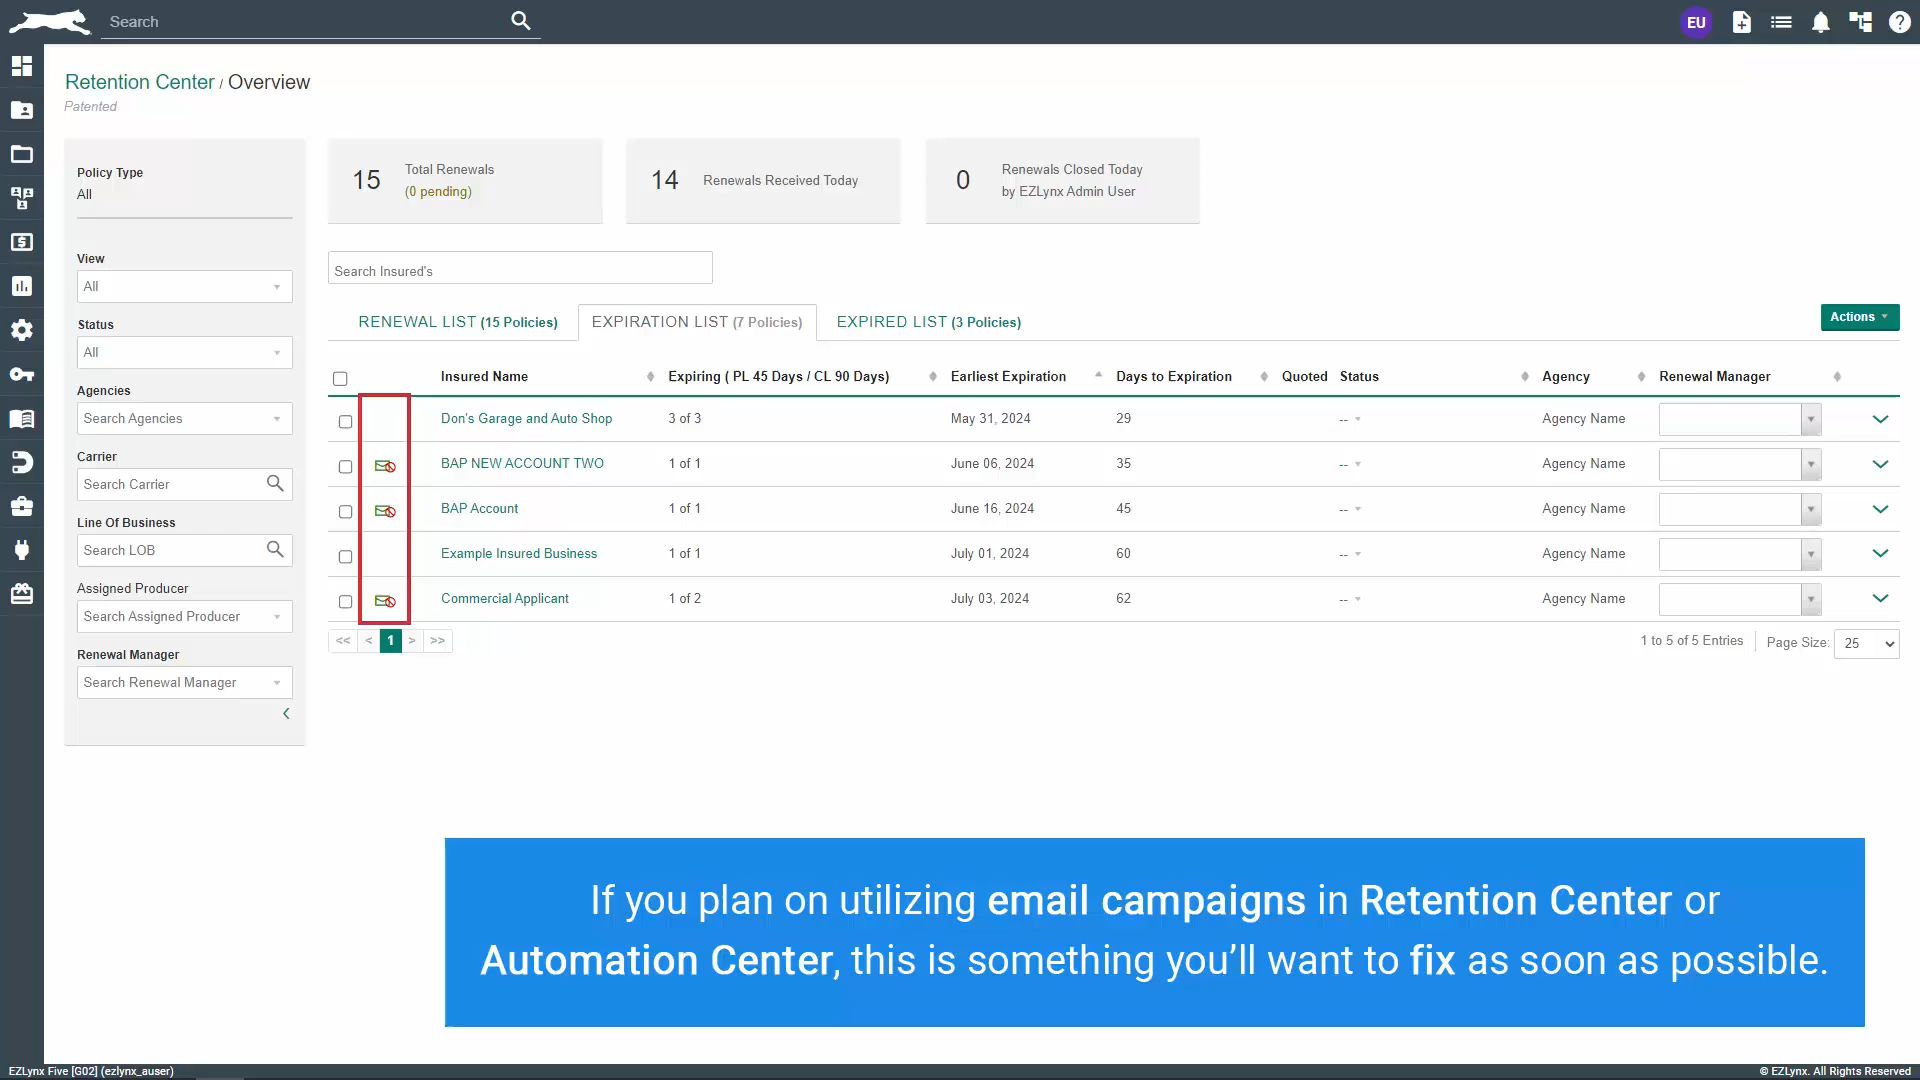 Search
EU
Retention Center / Overview
Patented
Policy Type
All
View
All
Status
All
Agencies
Search Agencies
Carrier
Search Carrier
Line Of Business
Search LOB
Assigned Producer
Search Assigned Producer
Renewal Manager
Search Renewal Manager
15 Total Renewals
(0 pending)
14 Renewals Received Today
0 Renewals Closed Today
by EZLynx Admin User
Search Insured's
RENEWAL LIST (15 Policies) EXPIRATION LIST (7 Policies) EXPIRED LIST (3 Policies) Actions
Insured Name Expiring ( PL 45 Days / CL 90 Days) Earliest Expiration Days to Expiration Quoted Status Agency Renewal Manager
Don's Garage and Auto Shop 3 of 3 May 31, 2024 29 -- Agency Name
BAP NEW ACCOUNT TWO 1 of 1 June 06, 2024 35 -- Agency Name
BAP Account 1 of 1 June 16, 2024 45 -- Agency Name
Example Insured Business 1 of 1 July 01, 2024 60 -- Agency Name
Commercial Applicant 1 of 2 July 03, 2024 62 -- Agency Name
<< < 1 > >> 1 to 5 of 5 Entries Page Size: 25
If you plan on utilizing email campaigns in Retention Center or
Automation Center, this is something you'll want to fix as soon as possible.
EZLynx Five [G02] (ezlynx_auser) © EZLynx. All Rights Reserved